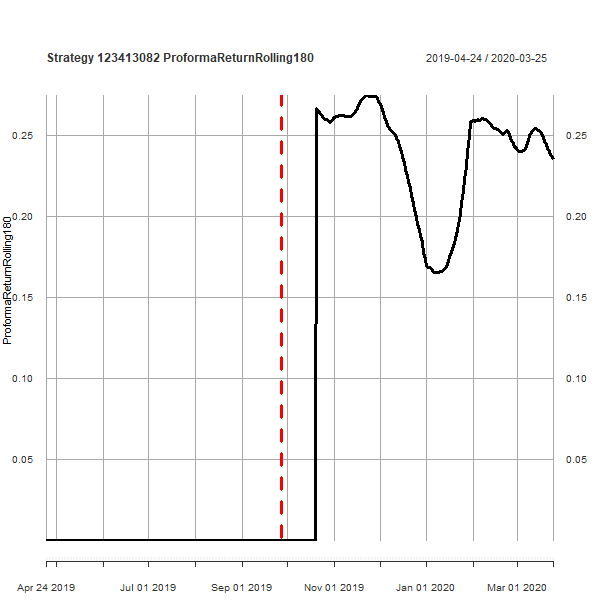 Strategy 123413082 ProformaReturnRolling180
2019-04-24 / 2020-03-25
ProformaReturnRolling180
0.25
0.20
0.15
0.10
0.05
0.25
0.20
0.15
0.10
0.05
Apr 24 2019
Jul 01 2019
Sep 01 2019
Nov 01 2019
Jan 01 2020
Mar 01 2020